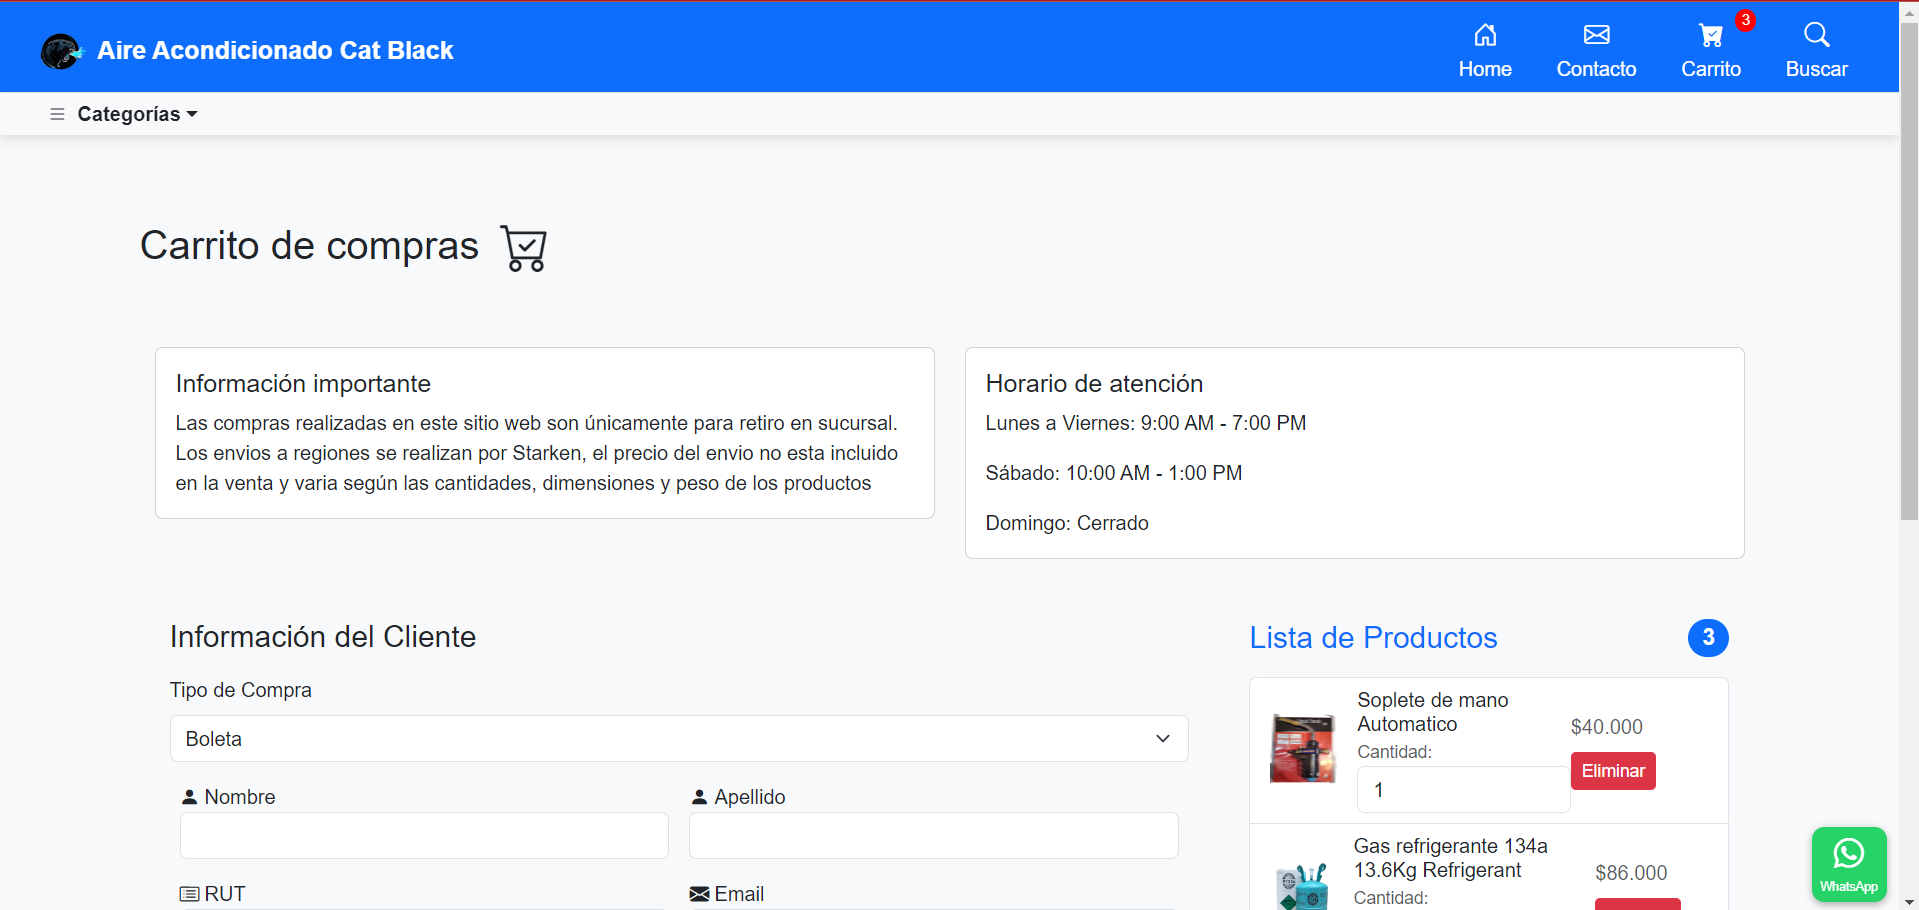 Aire Acondicionado Cat Black
Home
Contacto
3
Carrito
Buscar
Categorías
Carrito de compras
Información importante
Las compras realizadas en este sitio web son únicamente para retiro en sucursal.
Los envios a regiones se realizan por Starken, el precio del envio no esta incluido
en la venta y varia según las cantidades, dimensiones y peso de los productos
Horario de atención
Lunes a Viernes: 9:00 AM - 7:00 PM
Sábado: 10:00 AM - 1:00 PM
Domingo: Cerrado
Información del Cliente
Tipo de Compra
Boleta
Nombre
Apellido
RUT
Email
Lista de Productos
3
Soplete de mano
Automatico
Cantidad:
1
$40.000
Eliminar
Gas refrigerante 134a
13.6Kg Refrigerant
Cantidad:
$86.000
WhatsApp